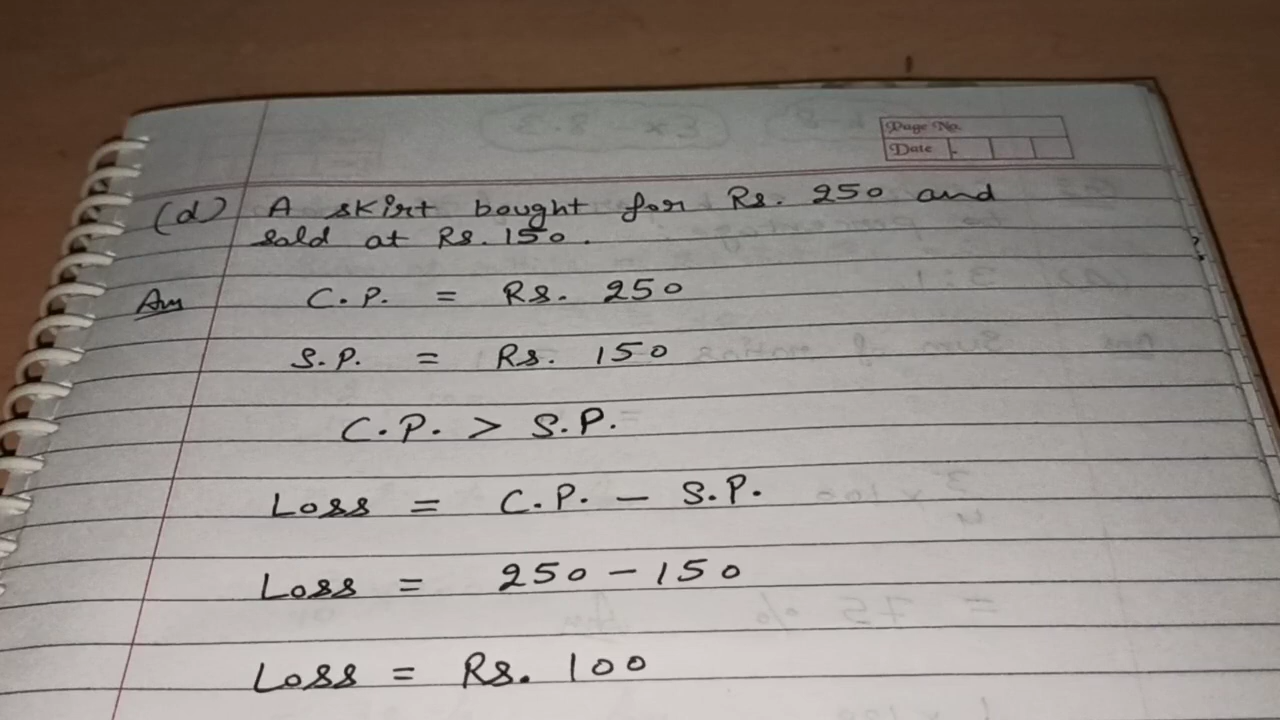 Page No.
Date
(d) A skirt bought for Rs. 250 and
sold at Rs. 150.
Ans C.P. = Rs. 250
S.P. = Rs. 150
C.P. > S.P.
Loss = C.P. - S.P.
Loss = 250 - 150
Loss = Rs. 100